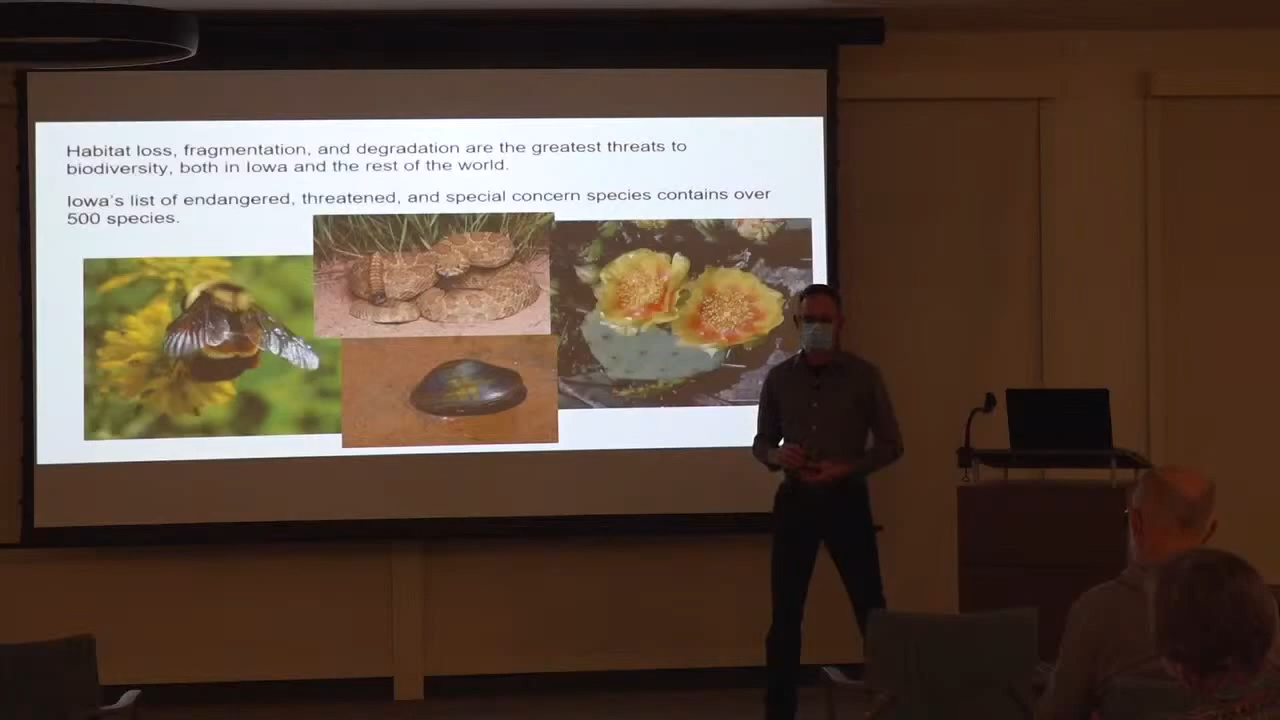 Habitat loss, fragmentation, and degradation are the greatest threats to
biodiversity, both in Iowa and the rest of the world.
Iowa's list of endangered, threatened, and special concern species contains over
500 species.